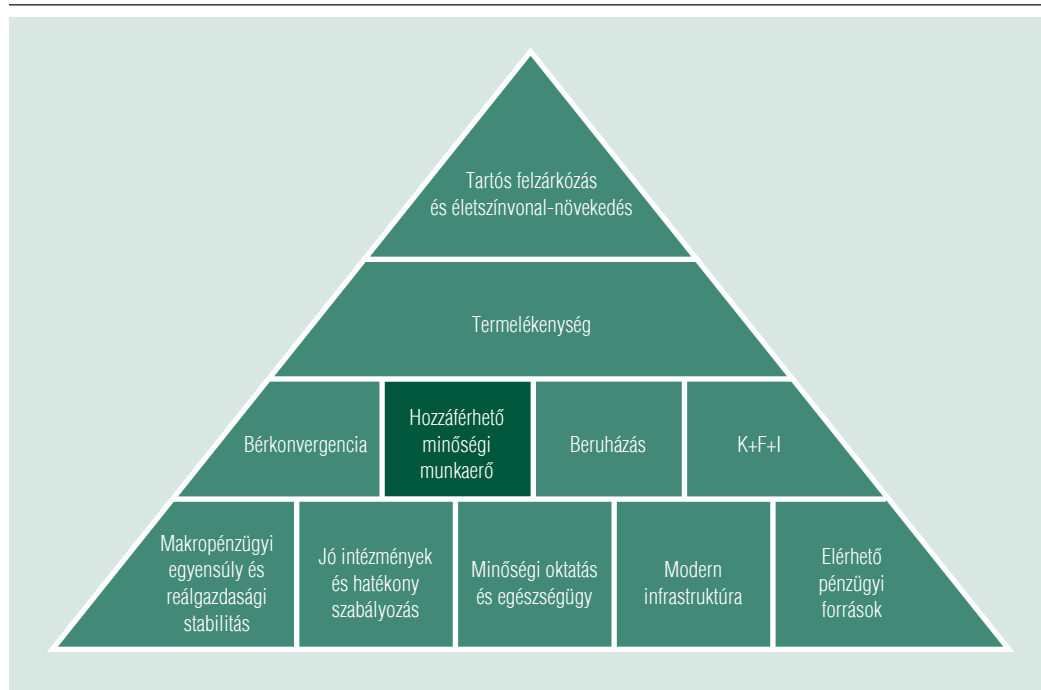 Tartós felzárkózás
és életszínvonal-növekedés
Termelékenység
Bérkonvergencia
Hozzáférhető
minőségi
munkaerő
Beruházás
K+F+I
Makropénzügyi
egyensúly és
reálgazdasági
stabilitás
Jó intézmények
és hatékony
szabályozás
Minőségi oktatás
és egészségügy
Modern
infrastruktúra
Elérhető
pénzügyi
források